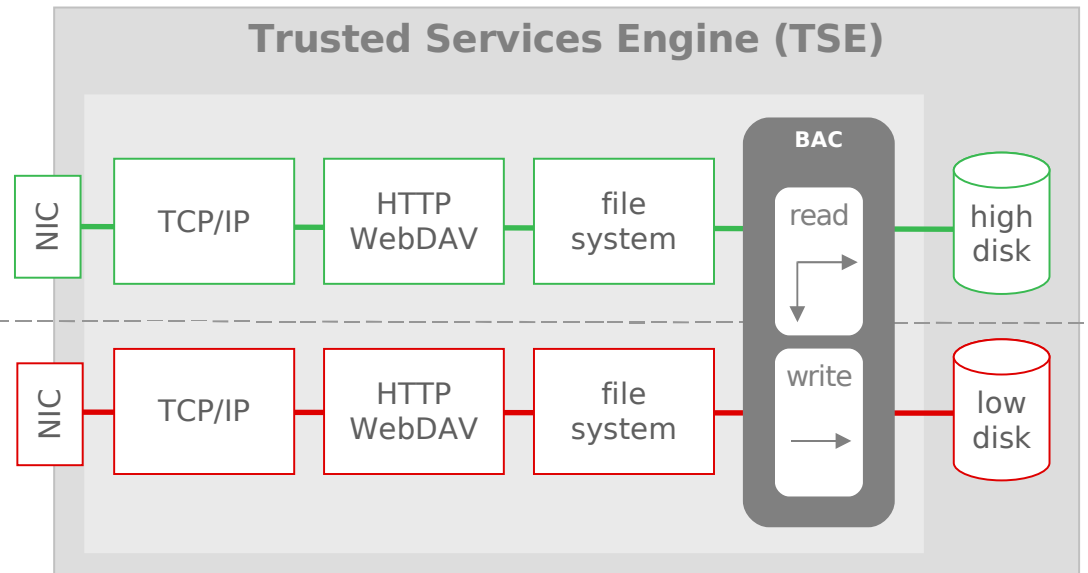 Trusted Services Engine (TSE)
BAC
NIC
TCP/IP
HTTP
WebDAV
file
system
read
high
disk
NIC
TCP/IP
HTTP
WebDAV
file
system
write
low
disk